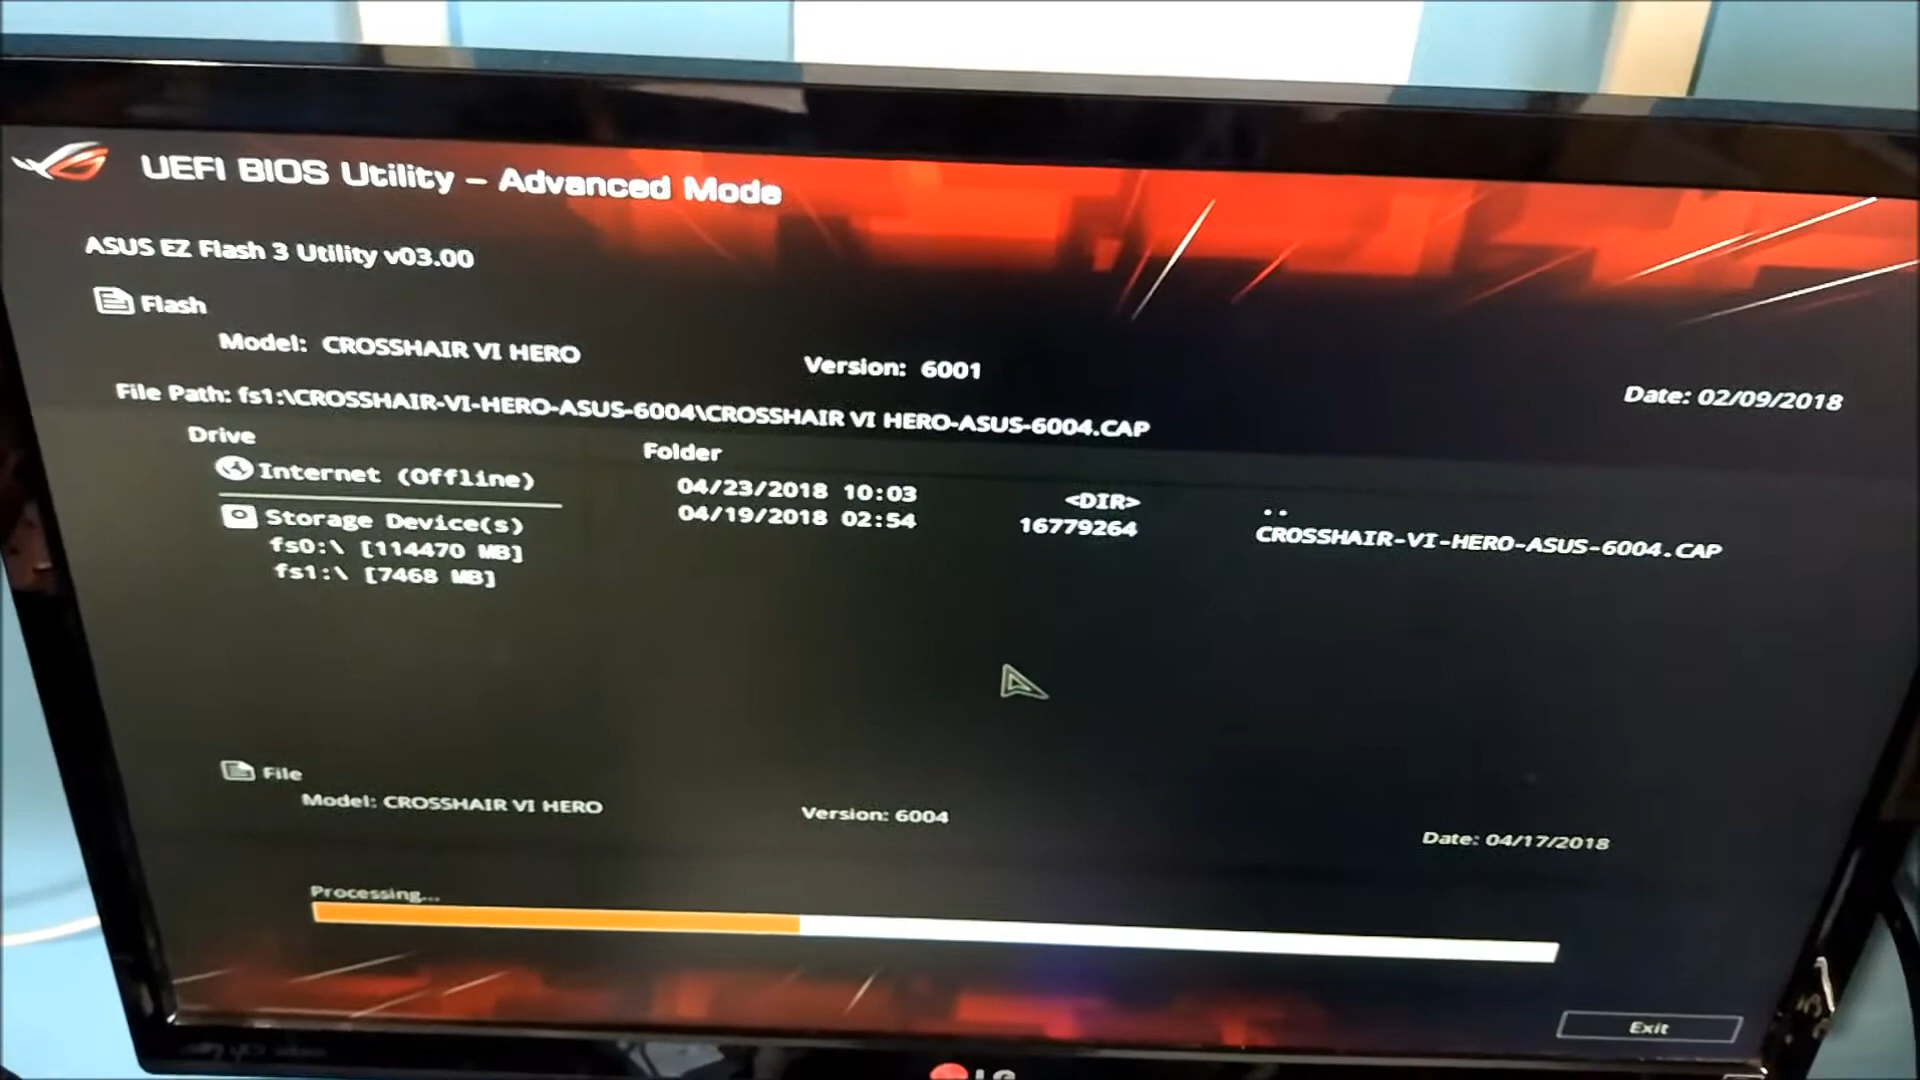 UEFI BIOS Utility – Advanced Mode
ASUS EZ Flash 3 Utility v03.00
Flash
Model: CROSSHAIR VI HERO Version: 6001 Date: 02/09/2018
File Path: fs1:\CROSSHAIR-VI-HERO-ASUS-6004\CROSSHAIR VI HERO-ASUS-6004.CAP
Drive Folder
Internet (Offline)
04/23/2018 10:03 <DIR> ..
Storage Device(s)
04/19/2018 02:54 16779264 CROSSHAIR-VI-HERO-ASUS-6004.CAP
fs0:\ [114470 MB]
fs1:\ [7468 MB]
File
Model: CROSSHAIR VI HERO Version: 6004 Date: 04/17/2018
Processing...
Exit
LG